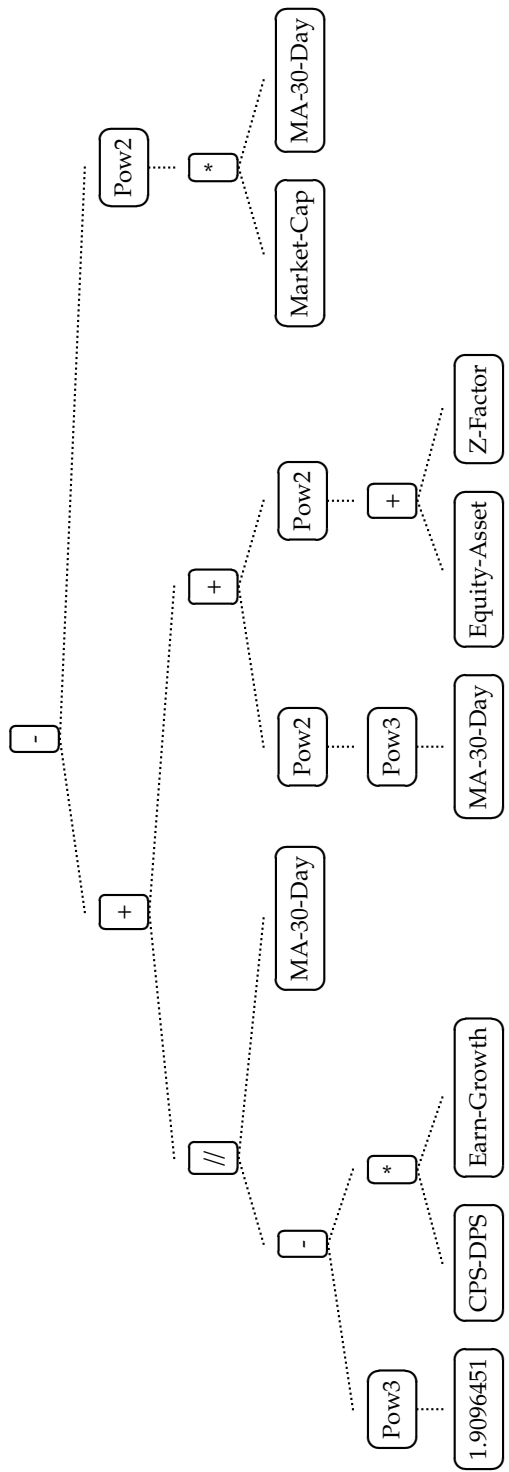 -
+
Pow2
//
+
*
-
MA-30-Day
Pow2
Pow2
Market-Cap
MA-30-Day
Pow3
*
Pow3
+
1.9096451
CPS-DPS
Earn-Growth
MA-30-Day
Equity-Asset
Z-Factor